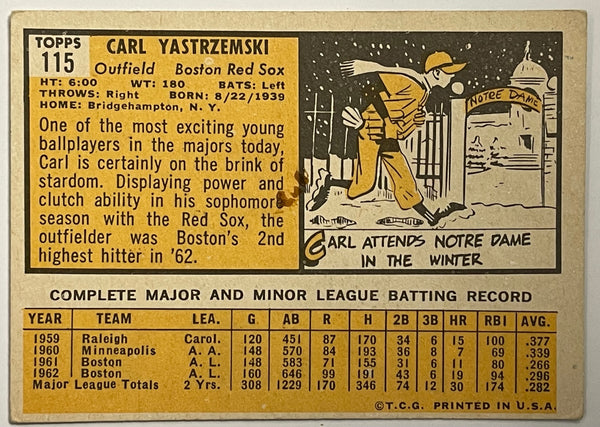 TOPPS
115
CARL YASTRZEMSKI
Outfield Boston Red Sox
HT: 6:00 WT: 180 BATS: Left
THROWS: Right BORN: 8/22/1939
HOME: Bridgehampton, N. Y.
One of the most exciting young
ballplayers in the majors today,
Carl is certainly on the brink of
stardom. Displaying power and
clutch ability in his sophomore
season with the Red Sox, the
outfielder was Boston's 2nd
highest hitter in '62.
NOTRE DAME
CARL ATTENDS NOTRE DAME
IN THE WINTER
COMPLETE MAJOR AND MINOR LEAGUE BATTING RECORD
YEAR TEAM LEA. G AB R H 2B 3B HR RBI AVG.
1959 Raleigh Carol. 120 451 87 170 34 6 15 100 .377
1960 Minneapolis A. A. 148 570 84 193 36 8 7 69 .339
1961 Boston A. L. 148 583 71 155 31 6 11 80 .266
1962 Boston A. L. 160 646 99 191 43 6 19 94 .296
Major League Totals 2 Yrs. 308 1229 170 346 74 12 30 174 .282
©T.C.G. PRINTED IN U.S.A.